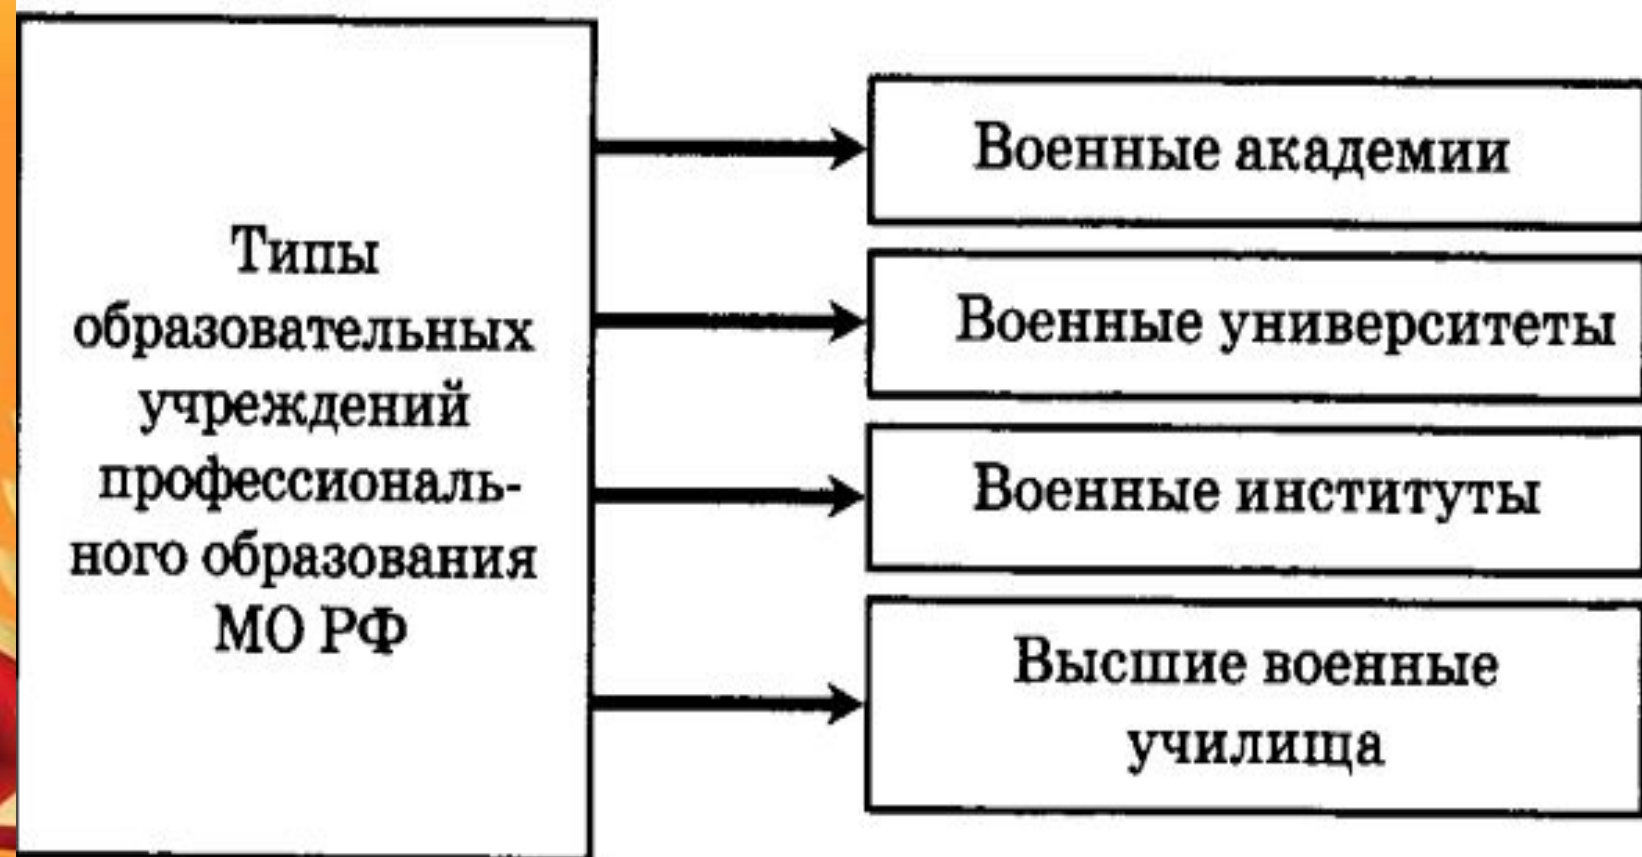 Типы
образовательных
учреждений
профессиональ-
ного образования
МО РФ
Военные академии
Военные университеты
Военные институты
Высшие военные
училища